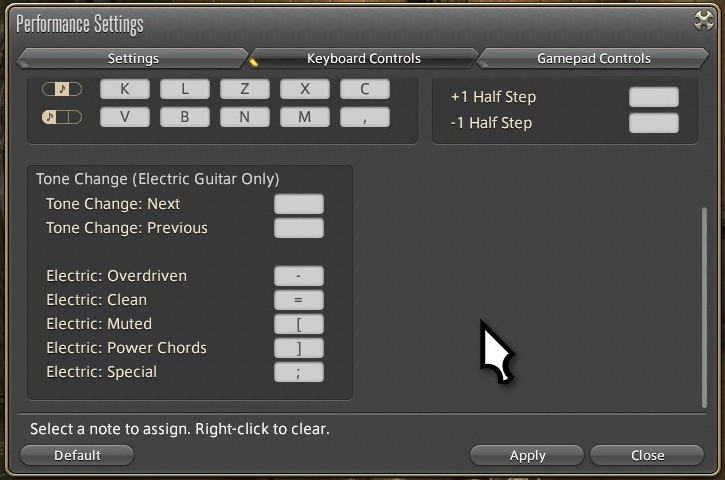 Performance Settings
Settings
Keyboard Controls
Gamepad Controls
K L Z X C
V B N M ,
+1 Half Step
-1 Half Step
Tone Change (Electric Guitar Only)
Tone Change: Next
Tone Change: Previous
Electric: Overdriven -
Electric: Clean =
Electric: Muted [
Electric: Power Chords ]
Electric: Special ;
Select a note to assign. Right-click to clear.
Default
Apply
Close